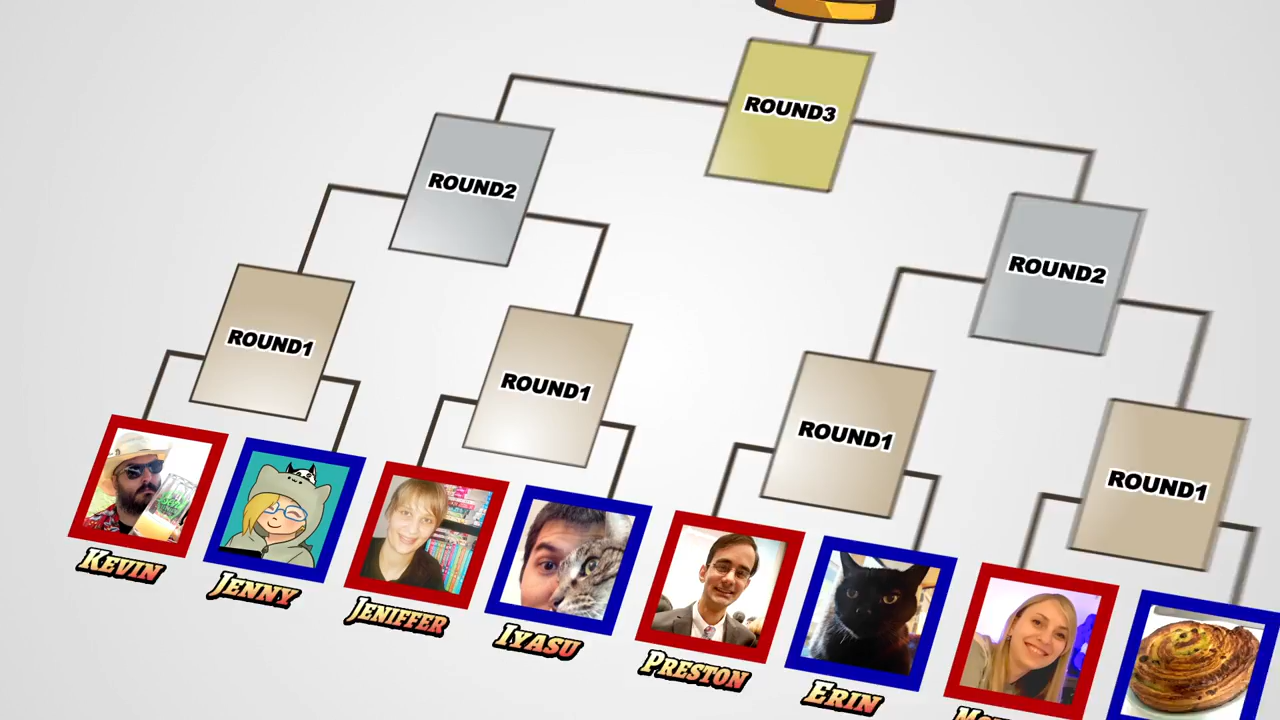 ROUND3
ROUND2
ROUND2
ROUND1
ROUND1
ROUND1
ROUND1
KEVIN
JENNY
JENIFFER
IYASU
PRESTON
ERIN